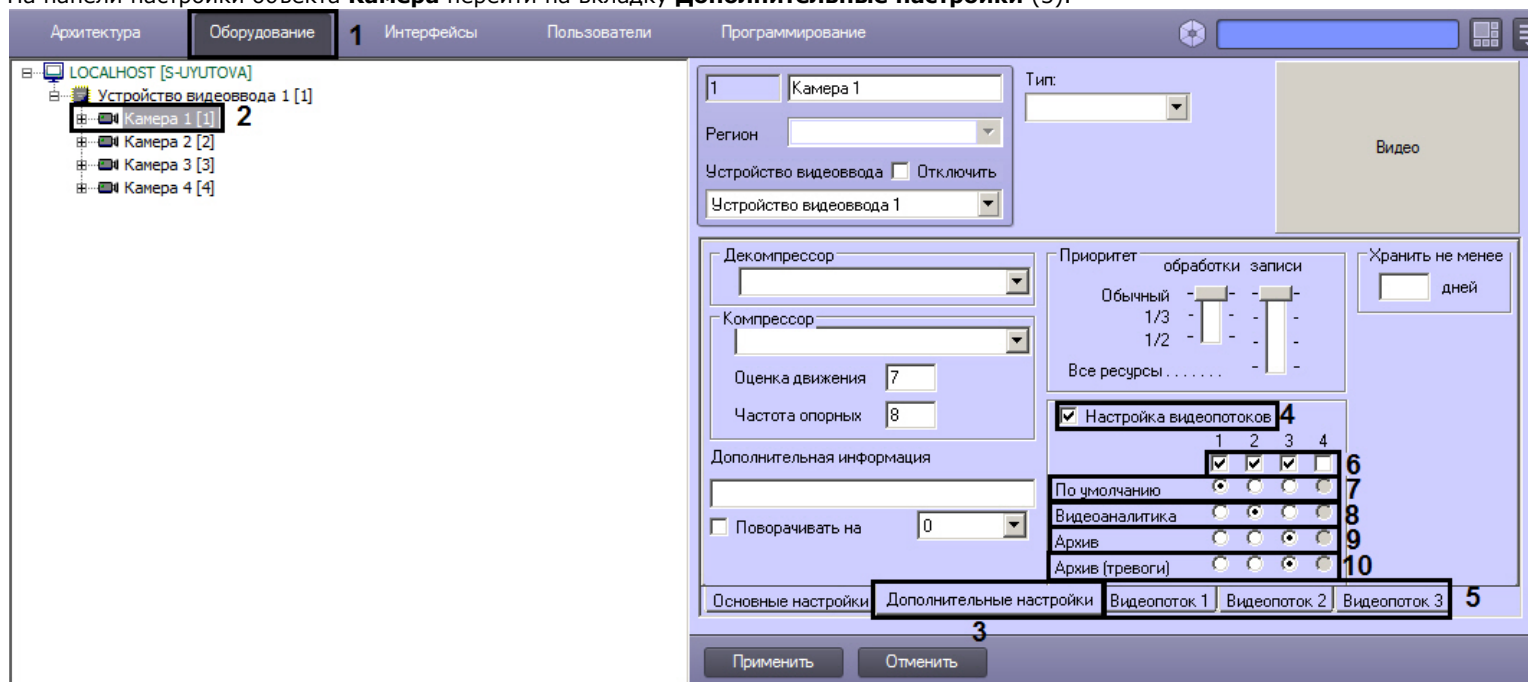 На панели настройки объекта Камера перейти на вкладку Дополнительные настройки (3).
Архитектура Оборудование 1 Интерфейсы Пользователи Программирование
LOCALHOST [S-UYUTOVA]
Устройство видеоввода 1 [1]
Камера 1 [1] 2
Камера 2 [2]
Камера 3 [3]
Камера 4 [4]
1 Камера 1
Тип:
Регион
Видео
Устройство видеоввода Отключить
Устройство видеоввода 1
Декомпрессор
Компрессор
Оценка движения 7
Частота опорных 8
Дополнительная информация
Поворачивать на 0
Приоритет
обработки записи
Обычный
1/3
1/2
Все ресурсы . . . . . . .
Хранить не менее
дней
Настройка видеопотоков 4
1 2 3 4
6
По умолчанию 7
Видеоаналитика 8
Архив 9
Архив (тревоги) 10
Основные настройки Дополнительные настройки Видеопоток 1 Видеопоток 2 Видеопоток 3 5
3
Применить Отменить